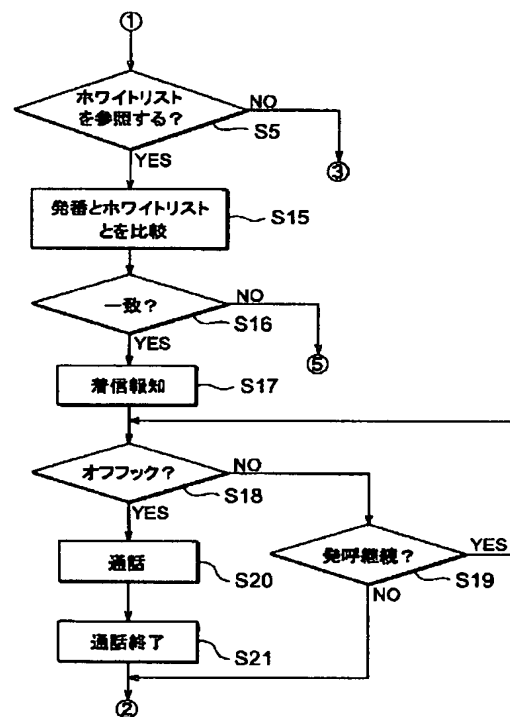 ①
ホワイトリスト
を参照する?
NO
S5
YES
③
発番とホワイトリスト
とを比較
S15
一致?
NO
S16
YES
⑤
着信報知
S17
オフフック?
NO
S18
YES
通話
S20
発呼継続?
YES
S19
NO
通話終了
S21
②